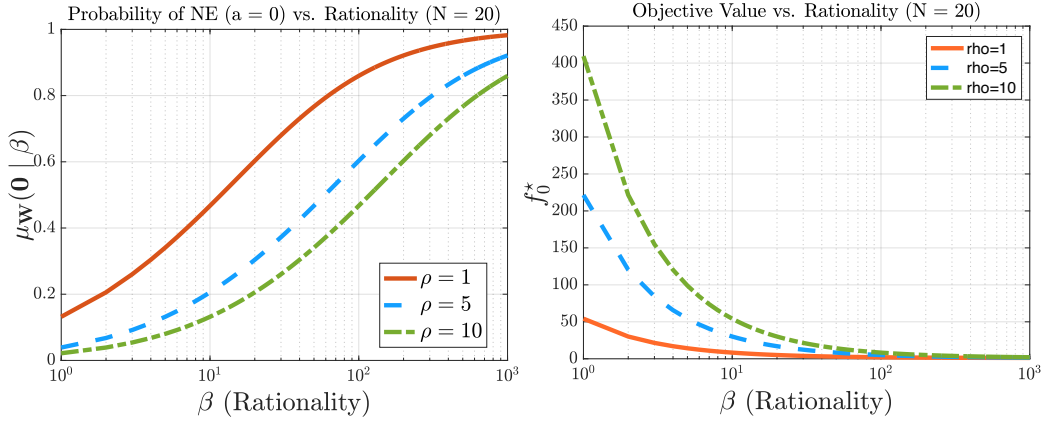 Probability of NE (a = 0) vs. Rationality (N = 20)
1
0.8
0.6
0.4
0.2
0
μ_W(0 | β)
ρ = 1
ρ = 5
ρ = 10
10^0
10^1
10^2
10^3
β (Rationality)
Objective Value vs. Rationality (N = 20)
450
400
350
300
250
200
150
100
50
0
f_0^⋆
rho=1
rho=5
rho=10
10^0
10^1
10^2
10^3
β (Rationality)